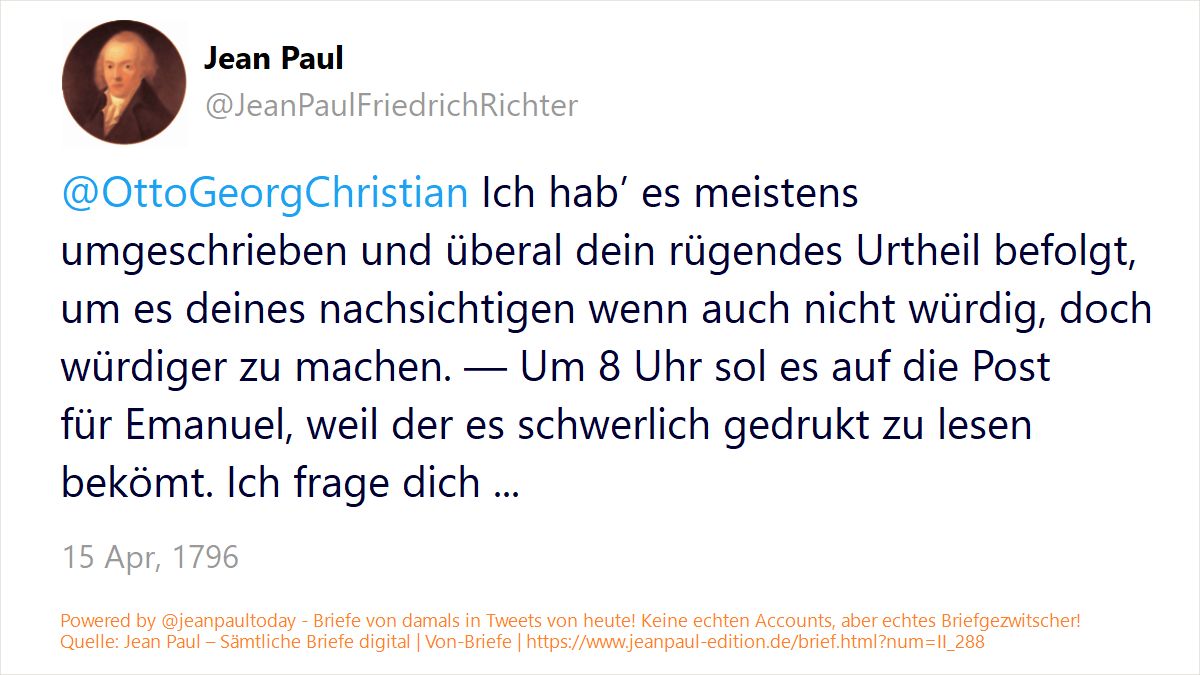 Jean Paul
@JeanPaulFriedrichRichter
@OttoGeorgChristian Ich hab’ es meistens
umgeschrieben und überal dein rügendes Urtheil befolgt,
um es deines nachsichtigen wenn auch nicht würdig, doch
würdiger zu machen. — Um 8 Uhr sol es auf die Post
für Emanuel, weil der es schwerlich gedrukt zu lesen
bekömt. Ich frage dich ...
15 Apr, 1796
Powered by @jeanpaultoday - Briefe von damals in Tweets von heute! Keine echten Accounts, aber echtes Briefgezwitscher!
Quelle: Jean Paul – Sämtliche Briefe digital | Von-Briefe | https://www.jeanpaul-edition.de/brief.html?num=II_288